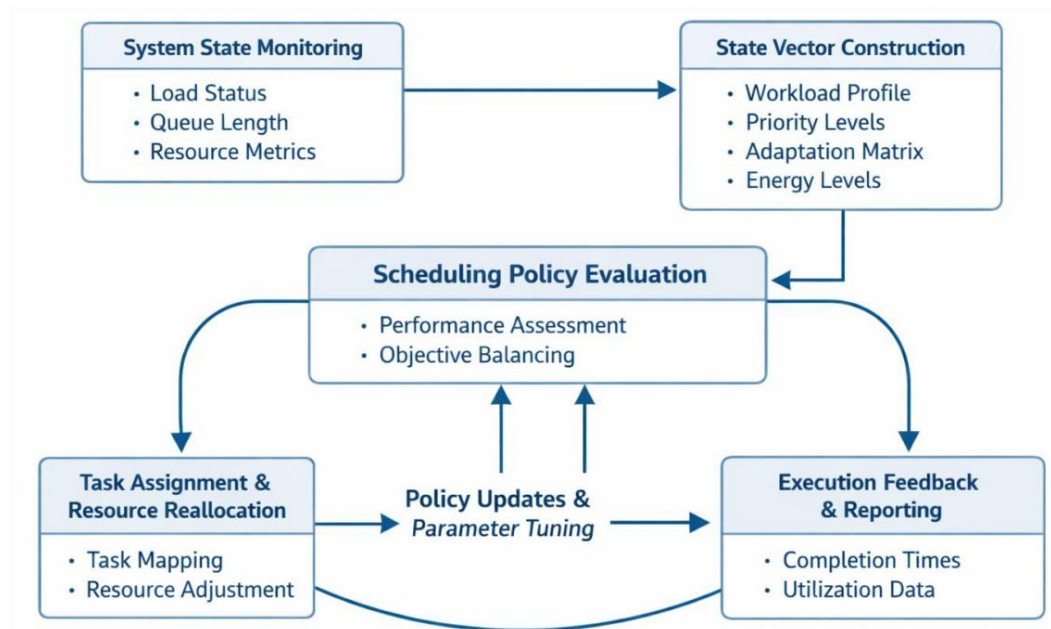 System State Monitoring
• Load Status
• Queue Length
• Resource Metrics
State Vector Construction
• Workload Profile
• Priority Levels
• Adaptation Matrix
• Energy Levels
Scheduling Policy Evaluation
• Performance Assessment
• Objective Balancing
Task Assignment &
Resource Reallocation
• Task Mapping
• Resource Adjustment
Policy Updates &
Parameter Tuning
Execution Feedback
& Reporting
• Completion Times
• Utilization Data